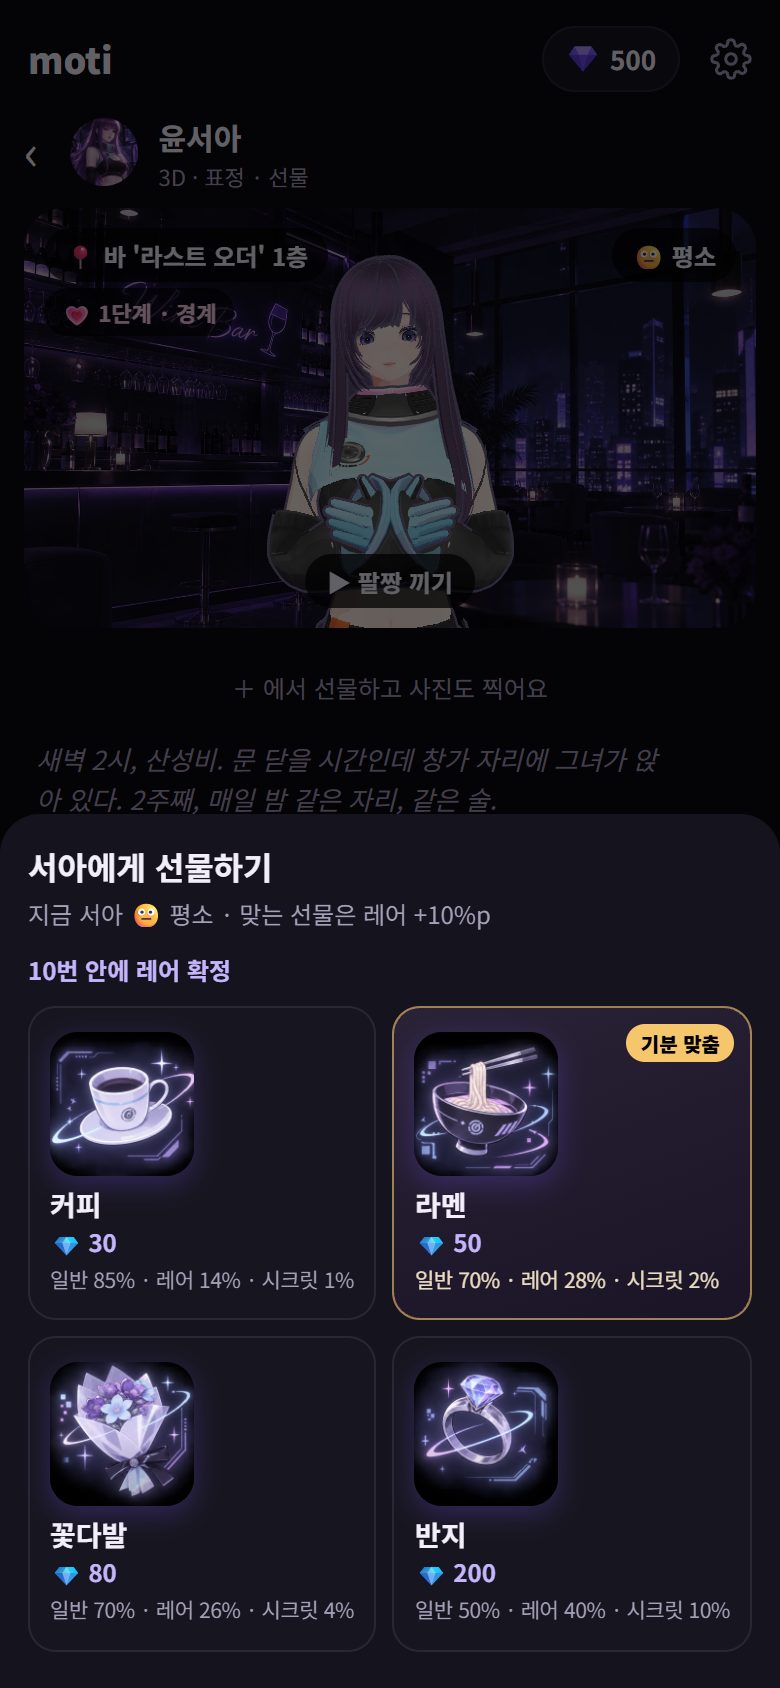 moti
500
윤서아
3D · 표정 · 선물
바 '라스트 오더' 1층
평소
1단계 · 경계
Bar
▶ 팔짱 끼기
+ 에서 선물하고 사진도 찍어요
새벽 2시, 산성비. 문 닫을 시간인데 창가 자리에 그녀가 앉
아 있다. 2주째, 매일 밤 같은 자리, 같은 술.
서아에게 선물하기
지금 서아 평소 · 맞는 선물은 레어 +10%p
10번 안에 레어 확정
커피
30
일반 85% · 레어 14% · 시크릿 1%
기분 맞춤
라멘
50
일반 70% · 레어 28% · 시크릿 2%
꽃다발
80
일반 70% · 레어 26% · 시크릿 4%
반지
200
일반 50% · 레어 40% · 시크릿 10%